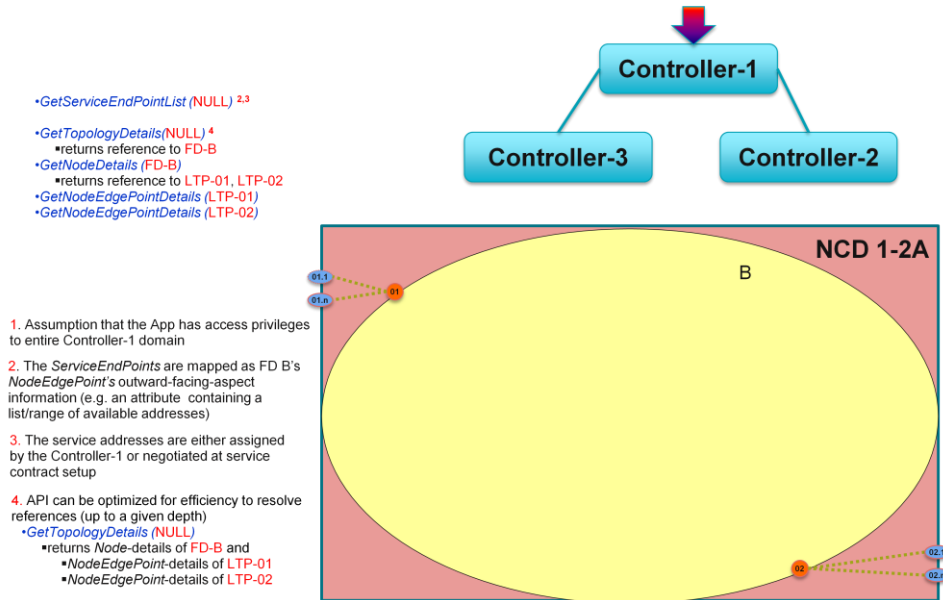 Controller-1
Controller-3
Controller-2
•GetServiceEndPointList (NULL) 2,3
•GetTopologyDetails(NULL) 4
▪returns reference to FD-B
•GetNodeDetails (FD-B)
▪returns reference to LTP-01, LTP-02
•GetNodeEdgePointDetails (LTP-01)
•GetNodeEdgePointDetails (LTP-02)
NCD 1-2A
B
01.1
01.n
01
1. Assumption that the App has access privileges
to entire Controller-1 domain
2. The ServiceEndPoints are mapped as FD B's
NodeEdgePoint's outward-facing-aspect
information (e.g. an attribute containing a
list/range of available addresses)
3. The service addresses are either assigned
by the Controller-1 or negotiated at service
contract setup
4. API can be optimized for efficiency to resolve
references (up to a given depth)
•GetTopologyDetails (NULL)
▪returns Node-details of FD-B and
▪NodeEdgePoint-details of LTP-01
▪NodeEdgePoint-details of LTP-02
02
02.1
02.n